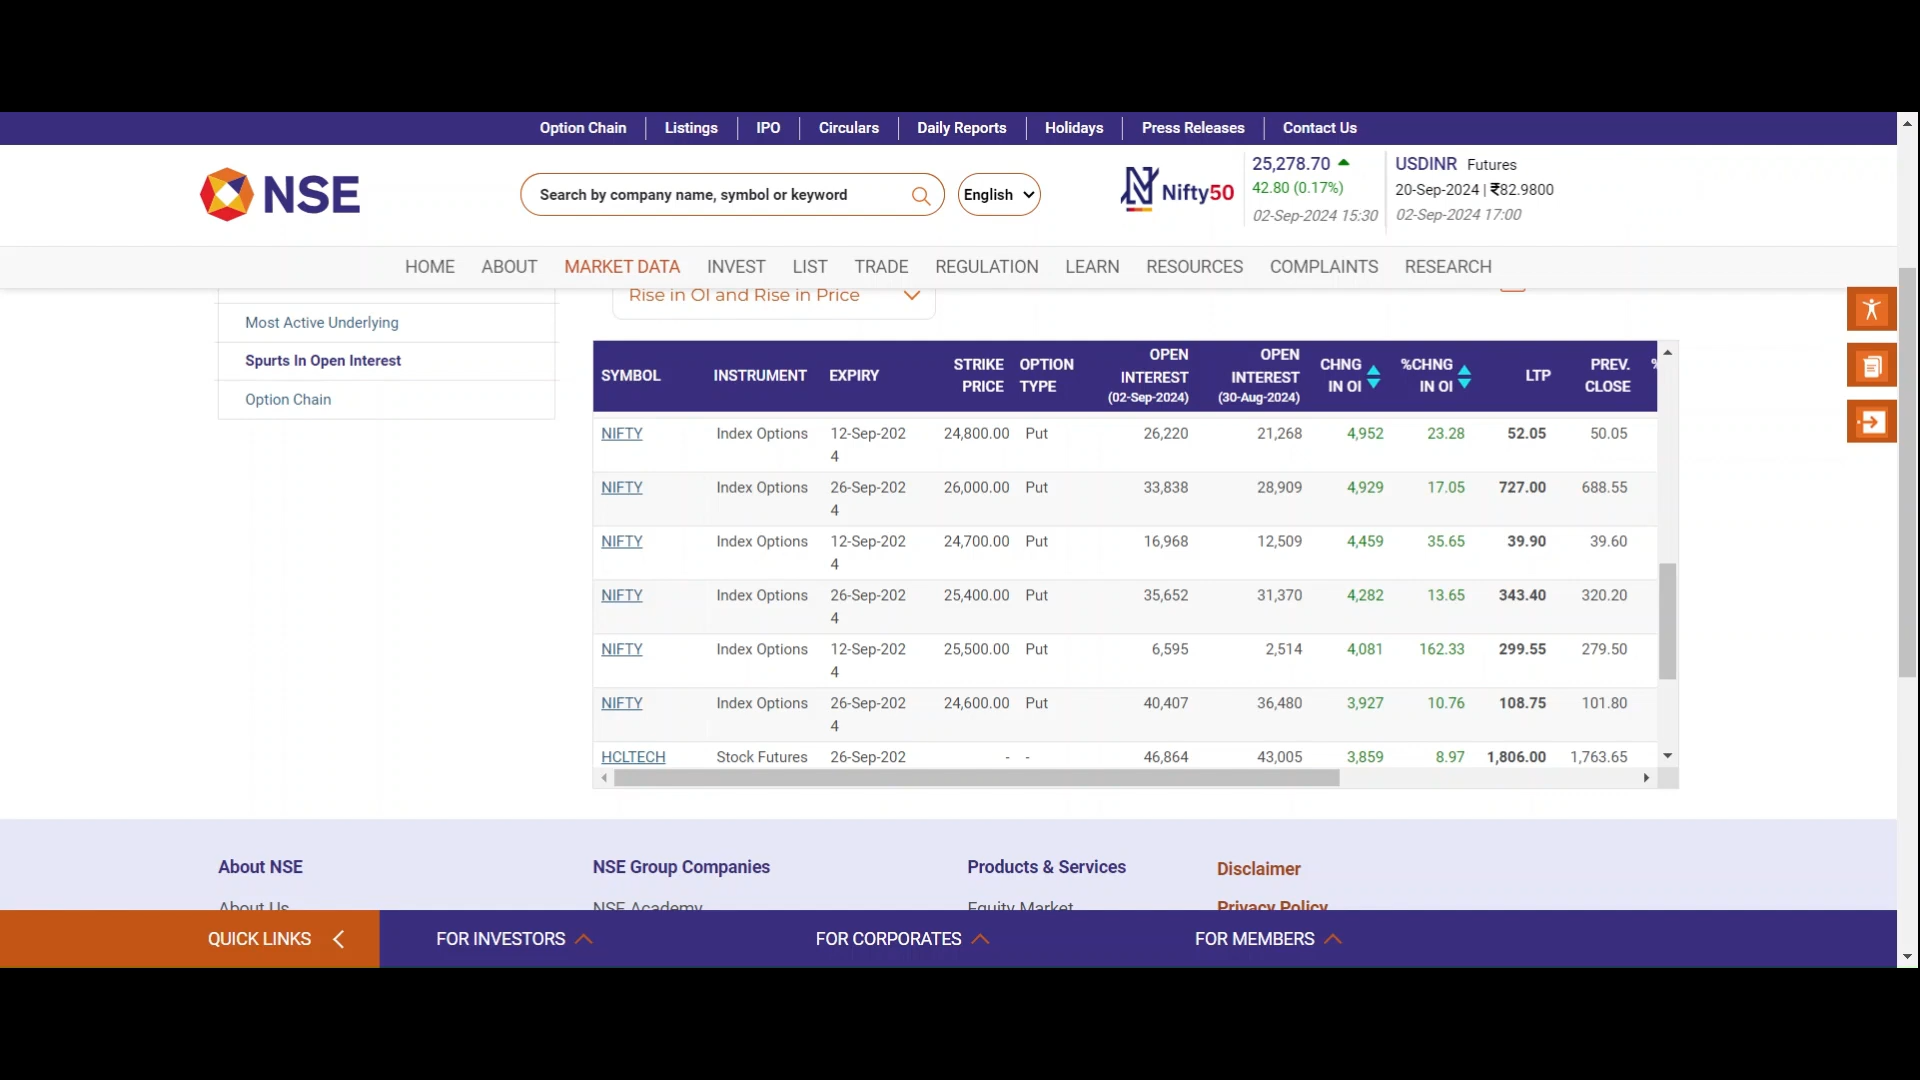 Option Chain Listings IPO Circulars Daily Reports Holidays Press Releases Contact Us
NSE
Search by company name, symbol or keyword
English
Nifty50
25,278.70
42.80 (0.17%)
02-Sep-2024 15:30
USDINR Futures
20-Sep-2024 | ₹82.9800
02-Sep-2024 17:00
HOME ABOUT MARKET DATA INVEST LIST TRADE REGULATION LEARN RESOURCES COMPLAINTS RESEARCH
Most Active Underlying
Spurts In Open Interest
Option Chain
Rise in OI and Rise in Price
SYMBOL INSTRUMENT EXPIRY STRIKE PRICE OPTION TYPE OPEN INTEREST (02-Sep-2024) OPEN INTEREST (30-Aug-2024) CHNG IN OI %CHNG IN OI LTP PREV. CLOSE %
NIFTY Index Options 12-Sep-2024 24,800.00 Put 26,220 21,268 4,952 23.28 52.05 50.05
NIFTY Index Options 26-Sep-2024 26,000.00 Put 33,838 28,909 4,929 17.05 727.00 688.55
NIFTY Index Options 12-Sep-2024 24,700.00 Put 16,968 12,509 4,459 35.65 39.90 39.60
NIFTY Index Options 26-Sep-2024 25,400.00 Put 35,652 31,370 4,282 13.65 343.40 320.20
NIFTY Index Options 12-Sep-2024 25,500.00 Put 6,595 2,514 4,081 162.33 299.55 279.50
NIFTY Index Options 26-Sep-2024 24,600.00 Put 40,407 36,480 3,927 10.76 108.75 101.80
HCLTECH Stock Futures 26-Sep-202 - - 46,864 43,005 3,859 8.97 1,806.00 1,763.65
About NSE NSE Group Companies Products & Services Disclaimer
About Us NSE Academy Equity Market Privacy Policy
QUICK LINKS FOR INVESTORS FOR CORPORATES FOR MEMBERS